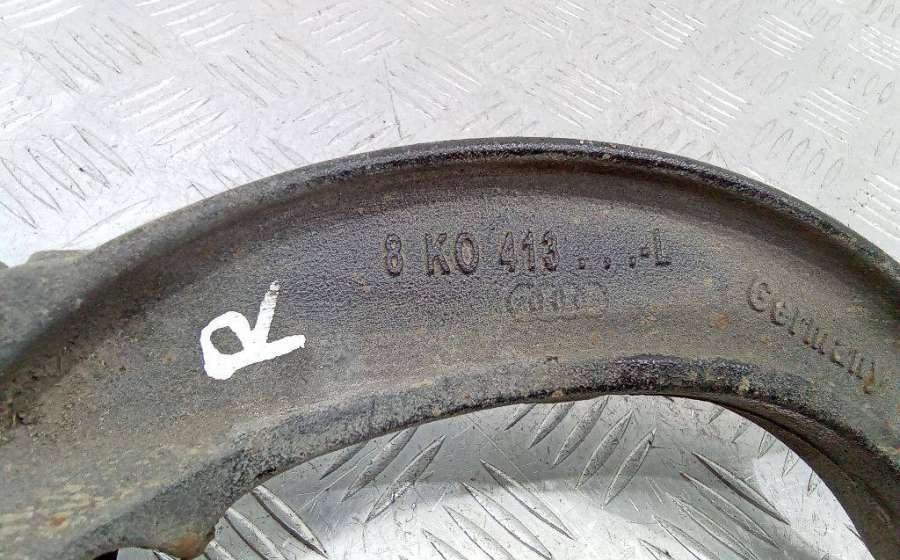 8 K0 413 . . .-L
Germany
R